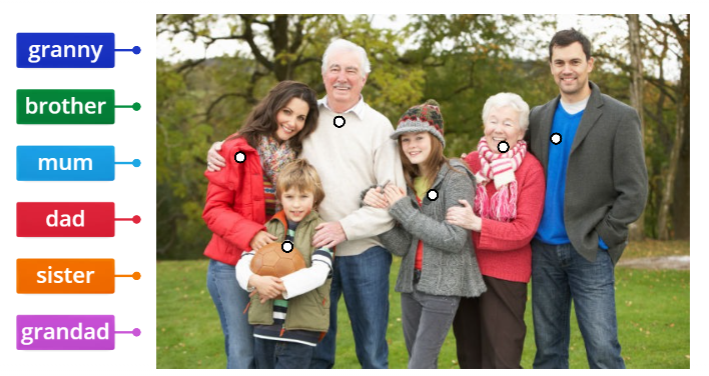 granny
brother
mum
dad
sister
grandad